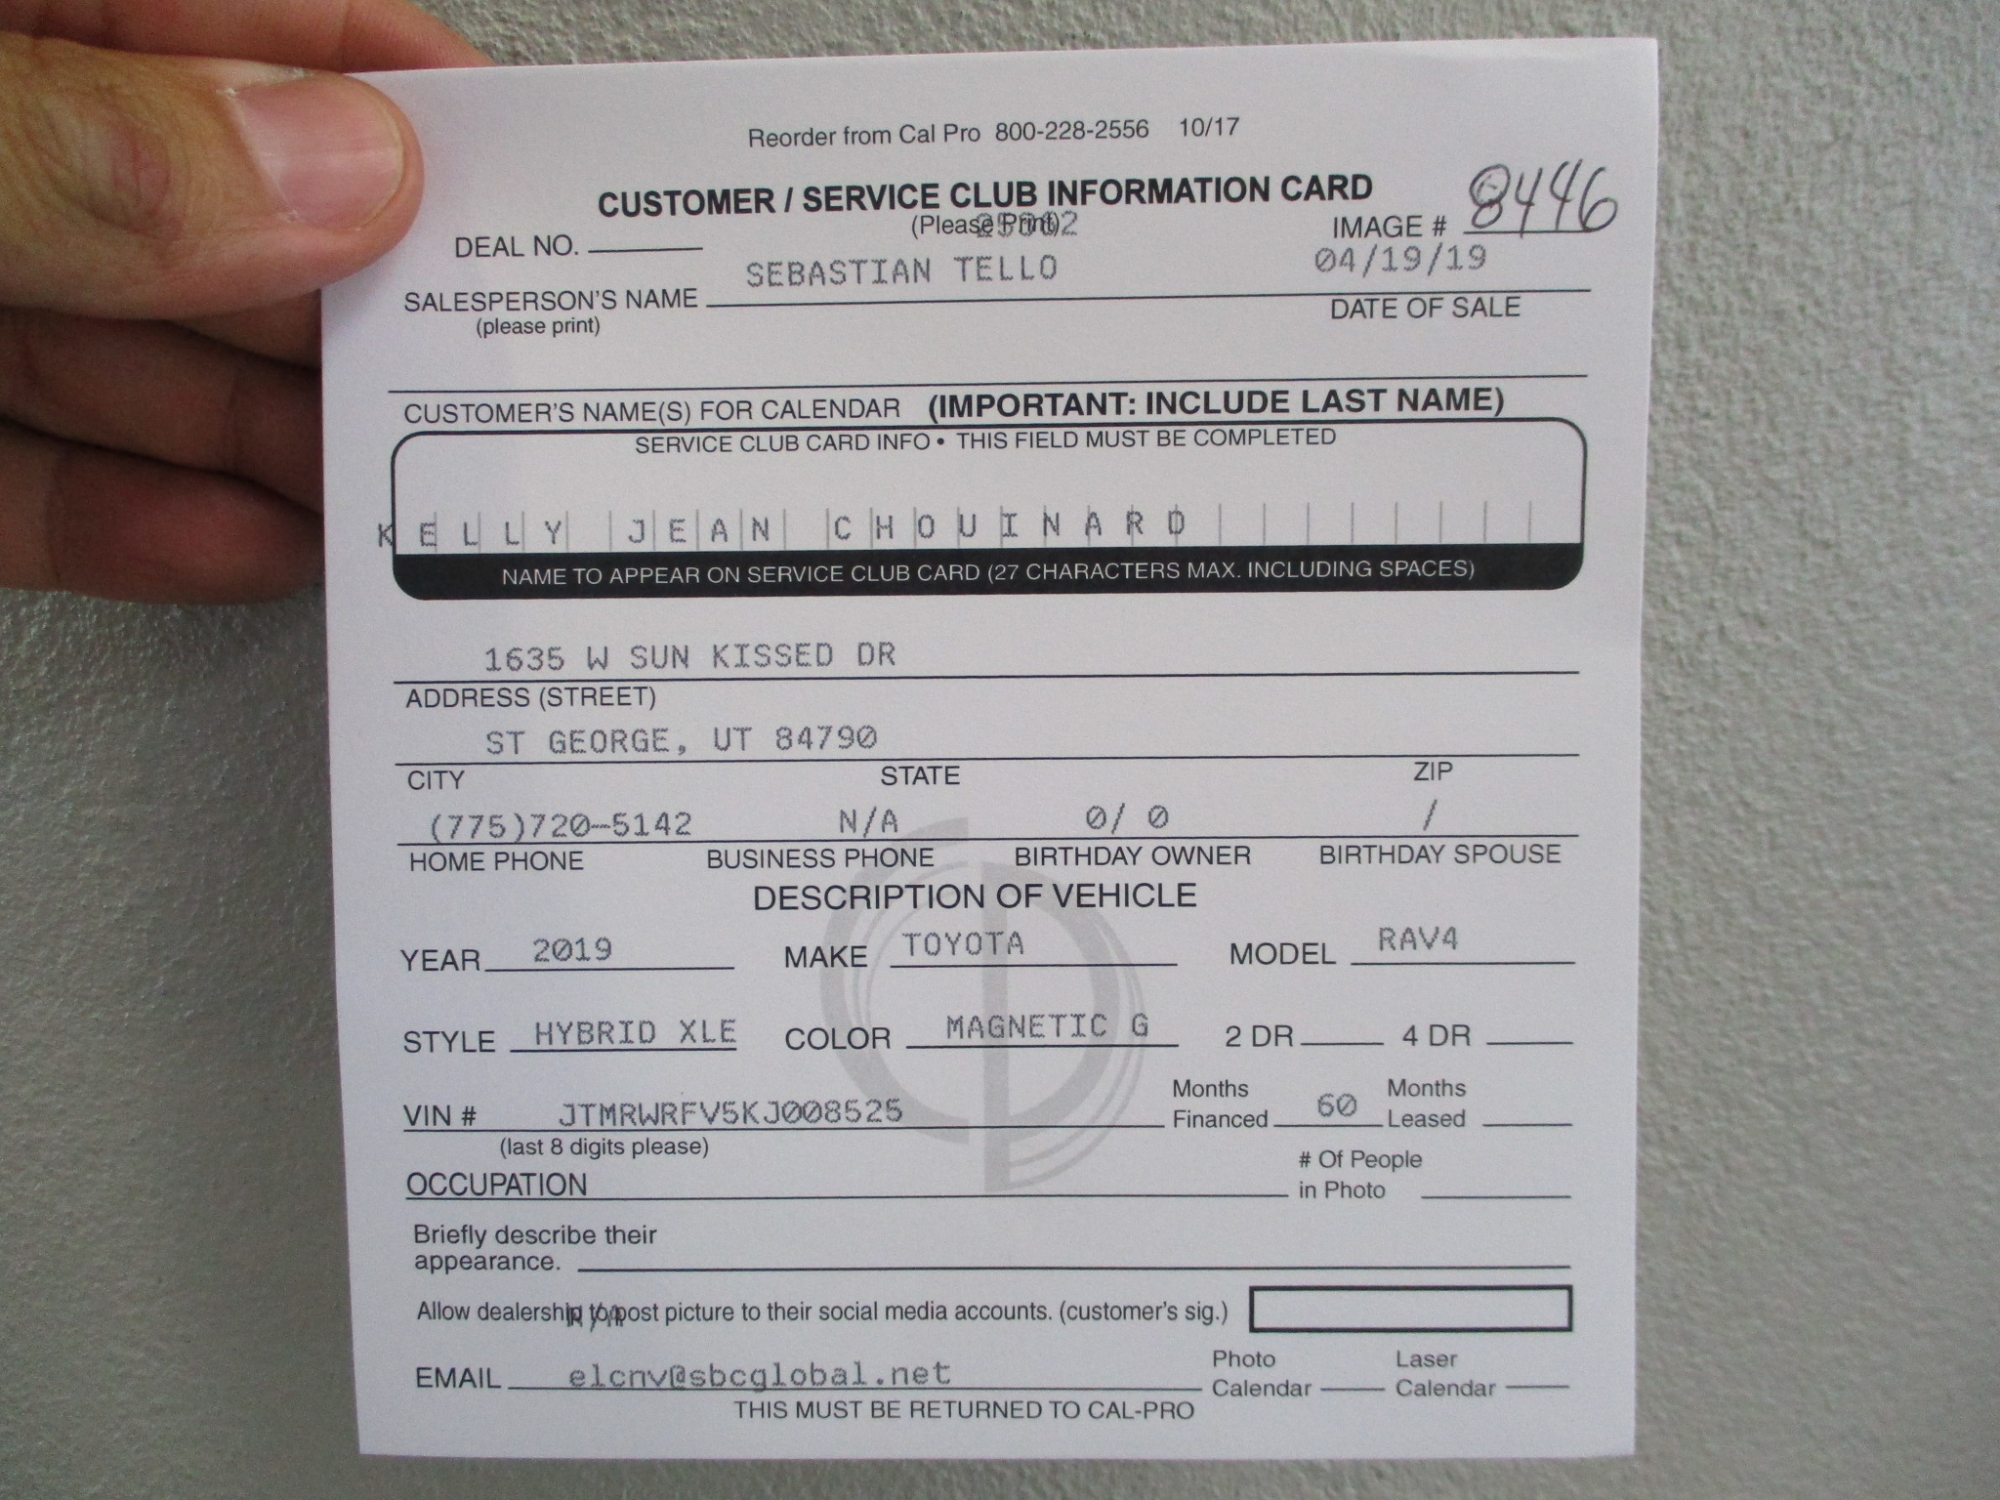 Reorder from Cal Pro 800-228-2556 10/17
CUSTOMER / SERVICE CLUB INFORMATION CARD
(Please Print)
DEAL NO.
IMAGE # 8446
SEBASTIAN TELLO 04/19/19
SALESPERSON'S NAME DATE OF SALE
(please print)
CUSTOMER'S NAME(S) FOR CALENDAR (IMPORTANT: INCLUDE LAST NAME)
SERVICE CLUB CARD INFO • THIS FIELD MUST BE COMPLETED
KELLY JEAN CHOUINARD
NAME TO APPEAR ON SERVICE CLUB CARD (27 CHARACTERS MAX. INCLUDING SPACES)
1635 W SUN KISSED DR
ADDRESS (STREET)
ST GEORGE, UT 84790
CITY STATE ZIP
(775)720-5142 N/A 0/ 0 /
HOME PHONE BUSINESS PHONE BIRTHDAY OWNER BIRTHDAY SPOUSE
DESCRIPTION OF VEHICLE
YEAR 2019 MAKE TOYOTA MODEL RAV4
STYLE HYBRID XLE COLOR MAGNETIC G 2 DR 4 DR
VIN # JTMRWRFV5KJ008525 Months Financed 60 Months Leased
(last 8 digits please)
OCCUPATION # Of People in Photo
Briefly describe their
appearance.
Allow dealership to post picture to their social media accounts. (customer's sig.)
N/A
EMAIL elcnv@sbcglobal.net Photo Calendar Laser Calendar
THIS MUST BE RETURNED TO CAL-PRO